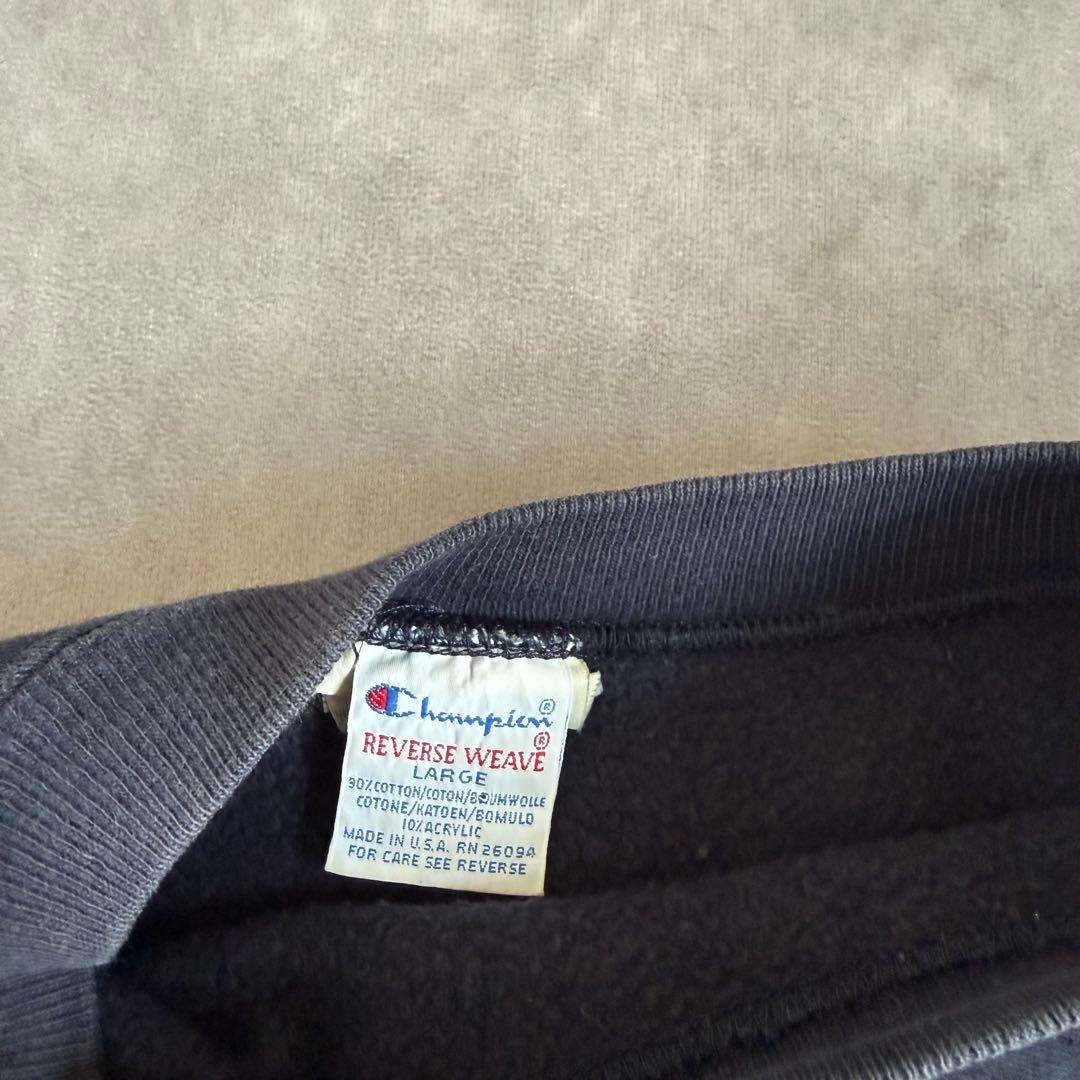 Champion®
REVERSE WEAVE®
LARGE
90% COTTON/COTON/BAUMWOLLE
COTONE/KATOEN/BOMULD
10% ACRYLIC
MADE IN U.S.A. RN 26094
FOR CARE SEE REVERSE